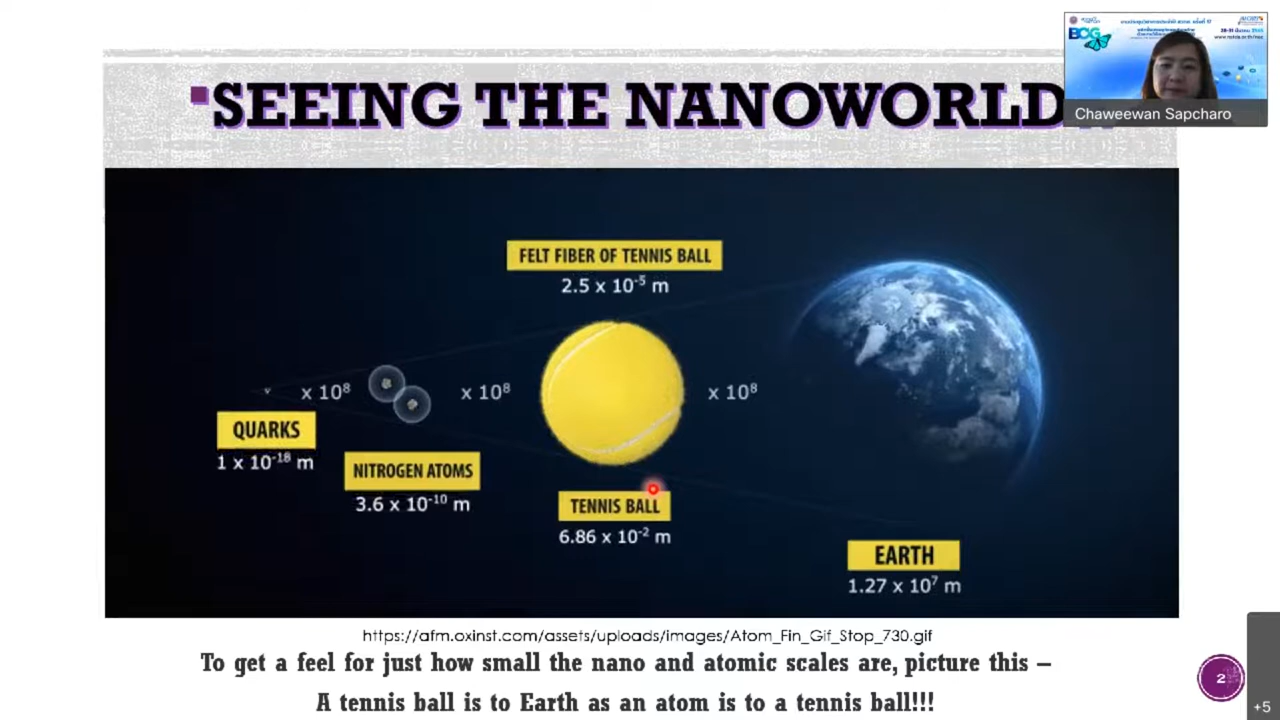 SEEING THE NANOWORLD
BCG
Chaweewan Sapcharo
FELT FIBER OF TENNIS BALL
2.5 x 10⁻⁵ m
x 10⁸
x 10⁸
x 10⁸
QUARKS
1 x 10⁻¹⁸ m
NITROGEN ATOMS
3.6 x 10⁻¹⁰ m
TENNIS BALL
6.86 x 10⁻² m
EARTH
1.27 x 10⁷ m
https://afm.oxinst.com/assets/uploads/images/Atom_Fin_Gif_Stop_730.gif
To get a feel for just how small the nano and atomic scales are, picture this –
A tennis ball is to Earth as an atom is to a tennis ball!!!
2
+5